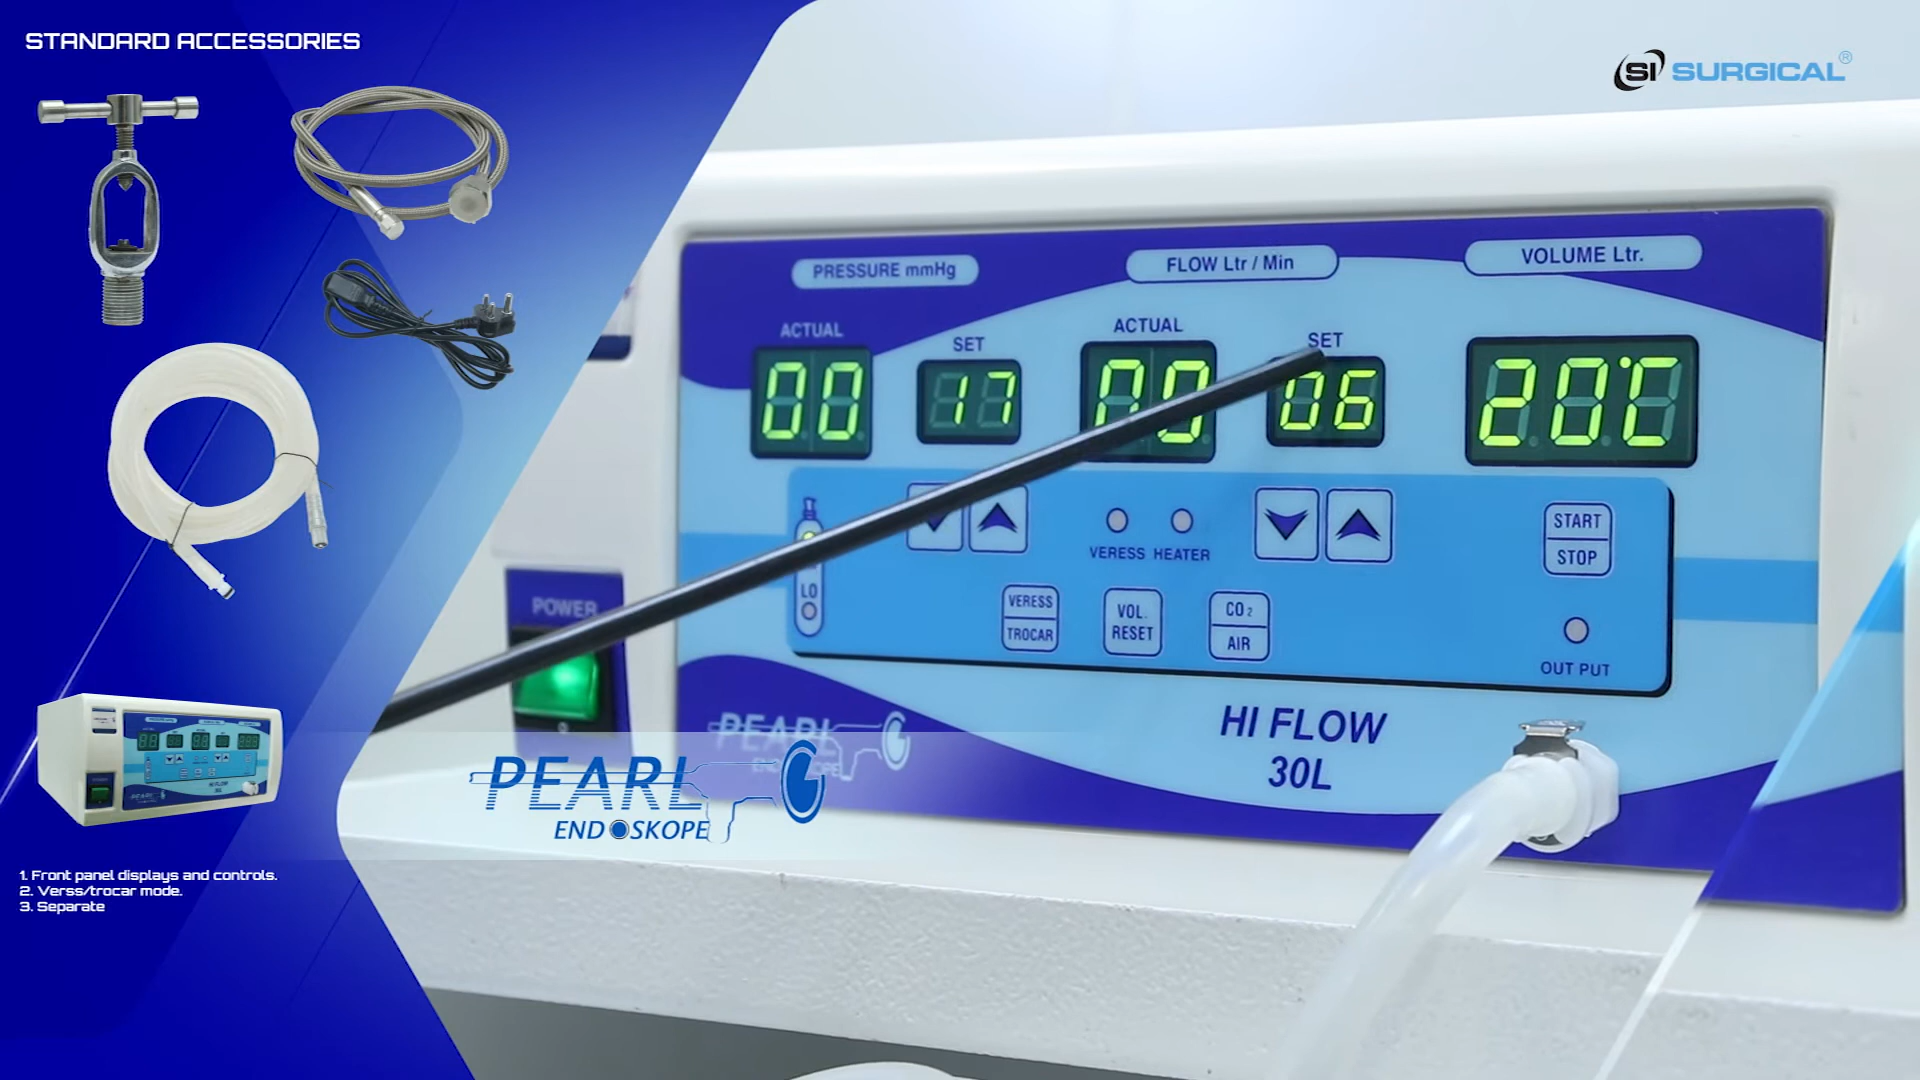 STANDARD ACCESSORIES
SI SURGICAL®
PRESSURE mmHg
FLOW Ltr / Min
VOLUME Ltr.
ACTUAL
SET
ACTUAL
SET
00
17
06
20°C
VERESS HEATER
START
STOP
LO
POWER
VERESS
TROCAR
VOL.
RESET
CO2
AIR
OUT PUT
HI FLOW
30L
PEARL
ENDOSKOPE
PEARL
ENDOSKOPE
1. Front panel displays and controls.
2. Verss/trocar mode.
3. Separate